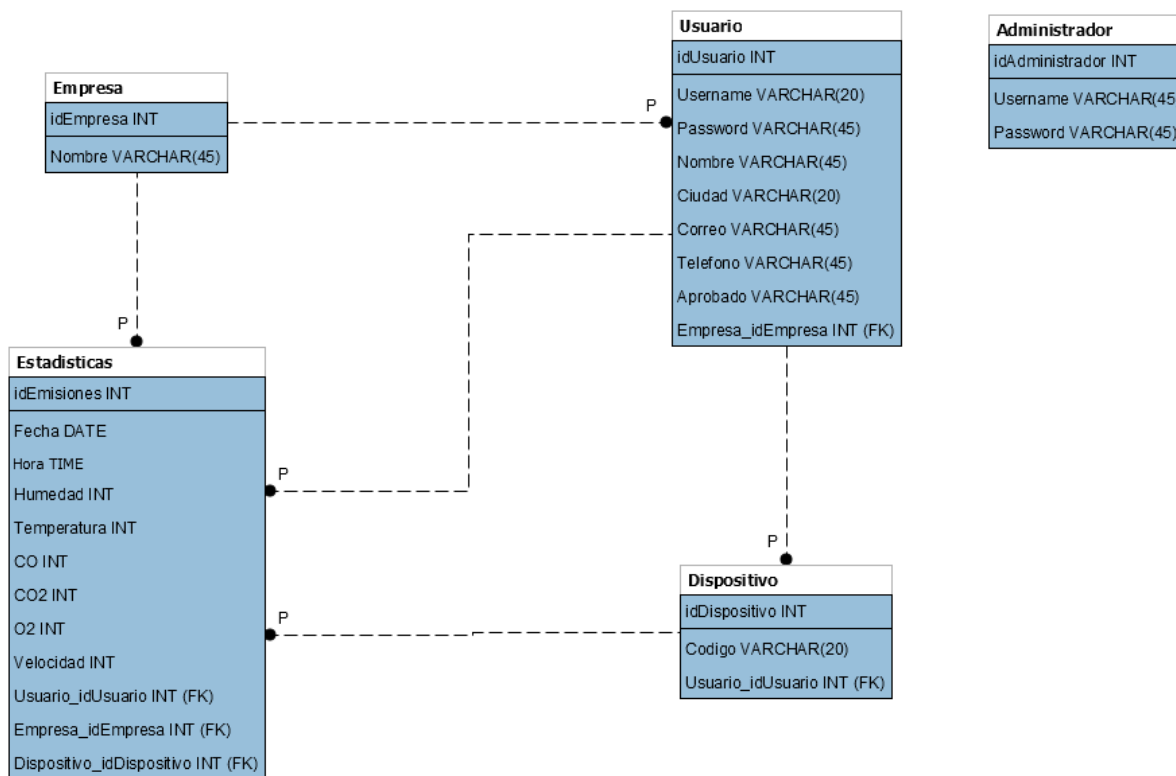 Empresa
idEmpresa INT
Nombre VARCHAR(45)
P
P
Usuario
idUsuario INT
Username VARCHAR(20)
Password VARCHAR(45)
Nombre VARCHAR(45)
Ciudad VARCHAR(20)
Correo VARCHAR(45)
Telefono VARCHAR(45)
Aprobado VARCHAR(45)
Empresa_idEmpresa INT (FK)
Administrador
idAdministrador INT
Username VARCHAR(45
Password VARCHAR(45)
Estadisticas
idEmisiones INT
Fecha DATE
Hora TIME
Humedad INT
Temperatura INT
CO INT
CO2 INT
O2 INT
Velocidad INT
Usuario_idUsuario INT (FK)
Empresa_idEmpresa INT (FK)
Dispositivo_idDispositivo INT (FK)
P
P
P
Dispositivo
idDispositivo INT
Codigo VARCHAR(20)
Usuario_idUsuario INT (FK)